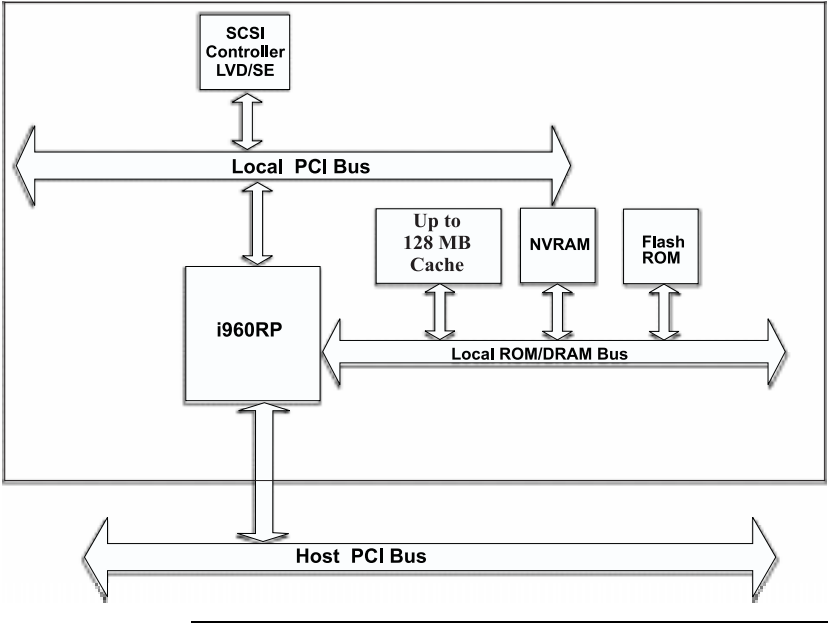 SCSI
Controller
LVD/SE
Local PCI Bus
Up to
128 MB
Cache
NVRAM
Flash
ROM
i960RP
Local ROM/DRAM Bus
Host PCI Bus